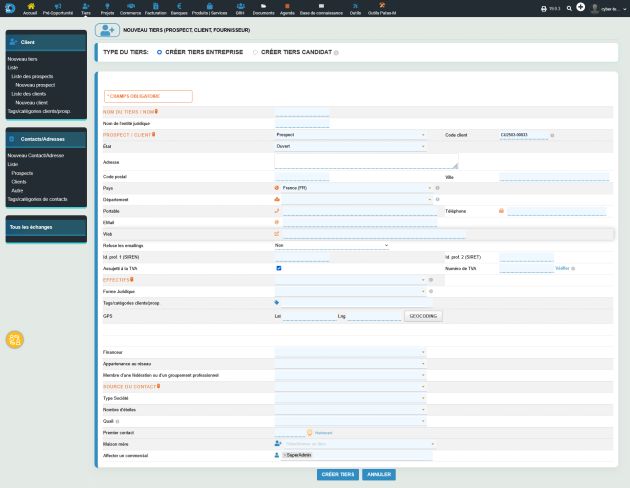 Accueil Pré-Opportunité Tiers Projets Commerce Facturation Banques Produits | Services GRH Documents Agenda Base de connaissance Outils Outils Patas-M 19.0.3 cyber-le...
Client
Nouveau tiers
Liste
Liste des prospects
Nouveau prospect
Liste des clients
Nouveau client
Tags/catégories clients/prosp
Contacts/Adresses
Nouveau Contact/Adresse
Liste
Prospects
Clients
Autre
Tags/catégories de contacts
Tous les échanges
NOUVEAU TIERS (PROSPECT, CLIENT, FOURNISSEUR)
TYPE DU TIERS: CRÉER TIERS ENTREPRISE CRÉER TIERS CANDIDAT
* CHAMPS OBLIGATOIRE
NOM DU TIERS / NOM
Nom de l'entité juridique
PROSPECT / CLIENT Prospect Code client CU2503-00833
État Ouvert
Adresse
Code postal Ville
Pays France (FR)
Département
Portable Téléphone
EMail
Web
Refuse les emailings Non
Id. prof. 1 (SIREN) Id. prof. 2 (SIRET)
Assujetti à la TVA Numéro de TVA Vérifier
EFFECTIFS
Forme Juridique
Tags/catégories clients/prosp.
GPS Lat Lng GEOCODING
Financeur
Appartenance au réseau
Membre d'une fédération ou d'un groupement professionnel
SOURCE DU CONTACT
Type Société
Nombre d'étoiles
Quali
Premier contact Maintenant
Maison mère Sélectionner un tiers
Affecter un commercial × SuperAdmin
CRÉER TIERS ANNULER